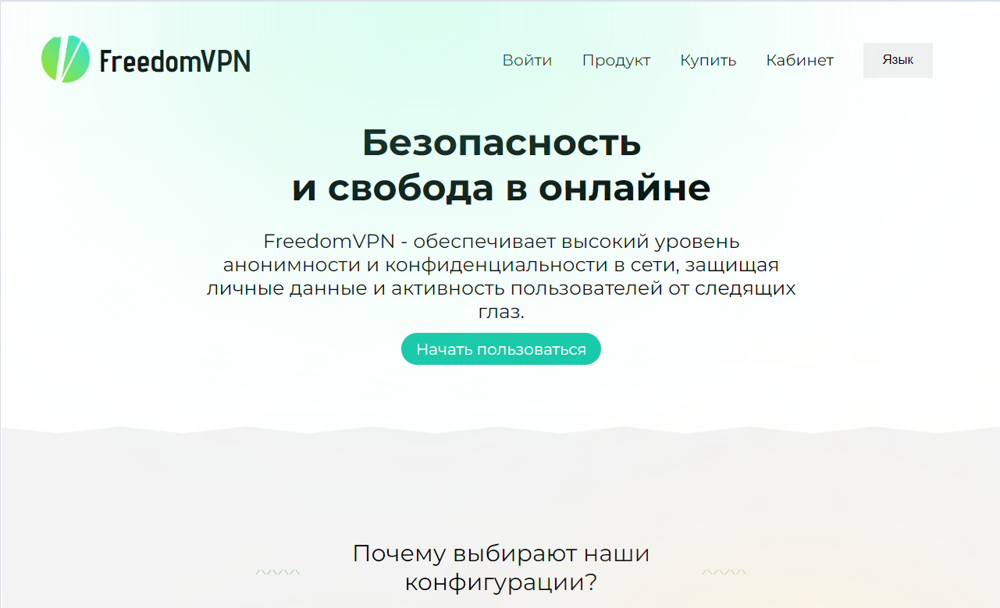 FreedomVPN
Войти Продукт Купить Кабинет Язык
Безопасность
и свобода в онлайне
FreedomVPN - обеспечивает высокий уровень
анонимности и конфиденциальности в сети, защищая
личные данные и активность пользователей от следящих
глаз.
Начать пользоваться
Почему выбирают наши
конфигурации?